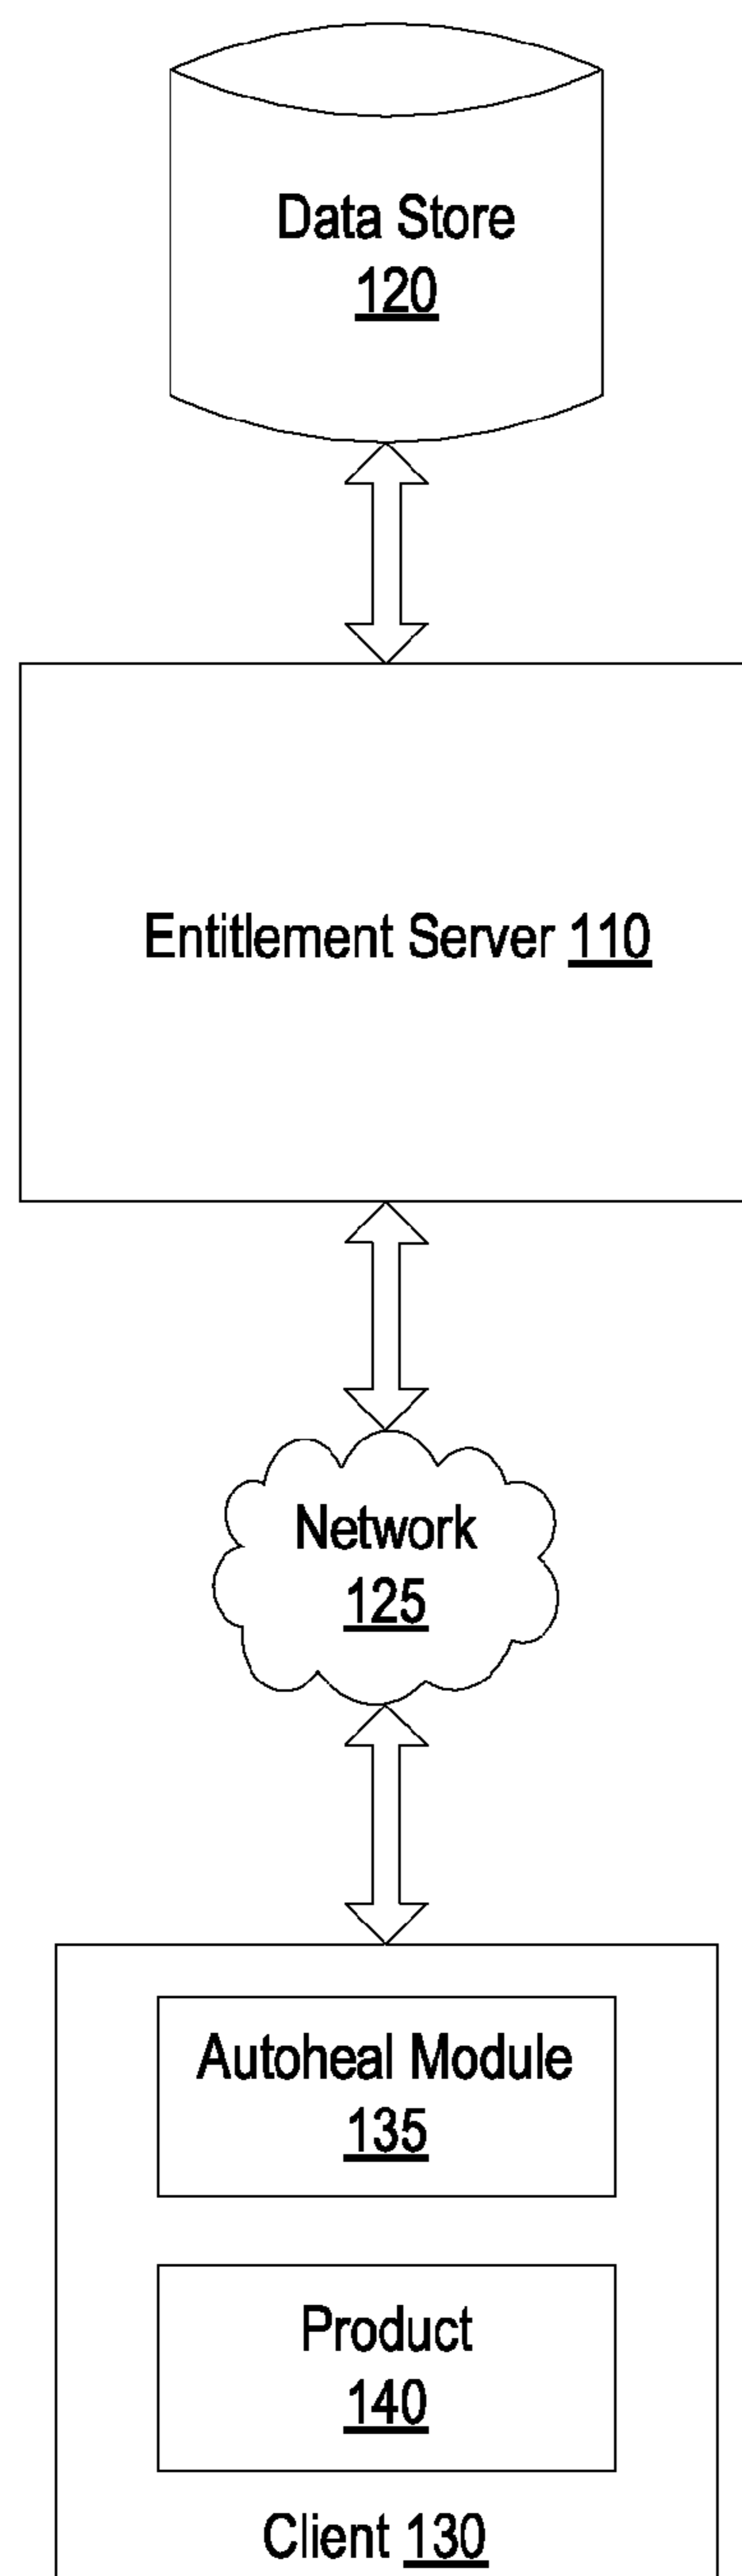 Data Store
120
Entitlement Server 110
Network
125
Autoheal Module
135
Product
140
Client 130